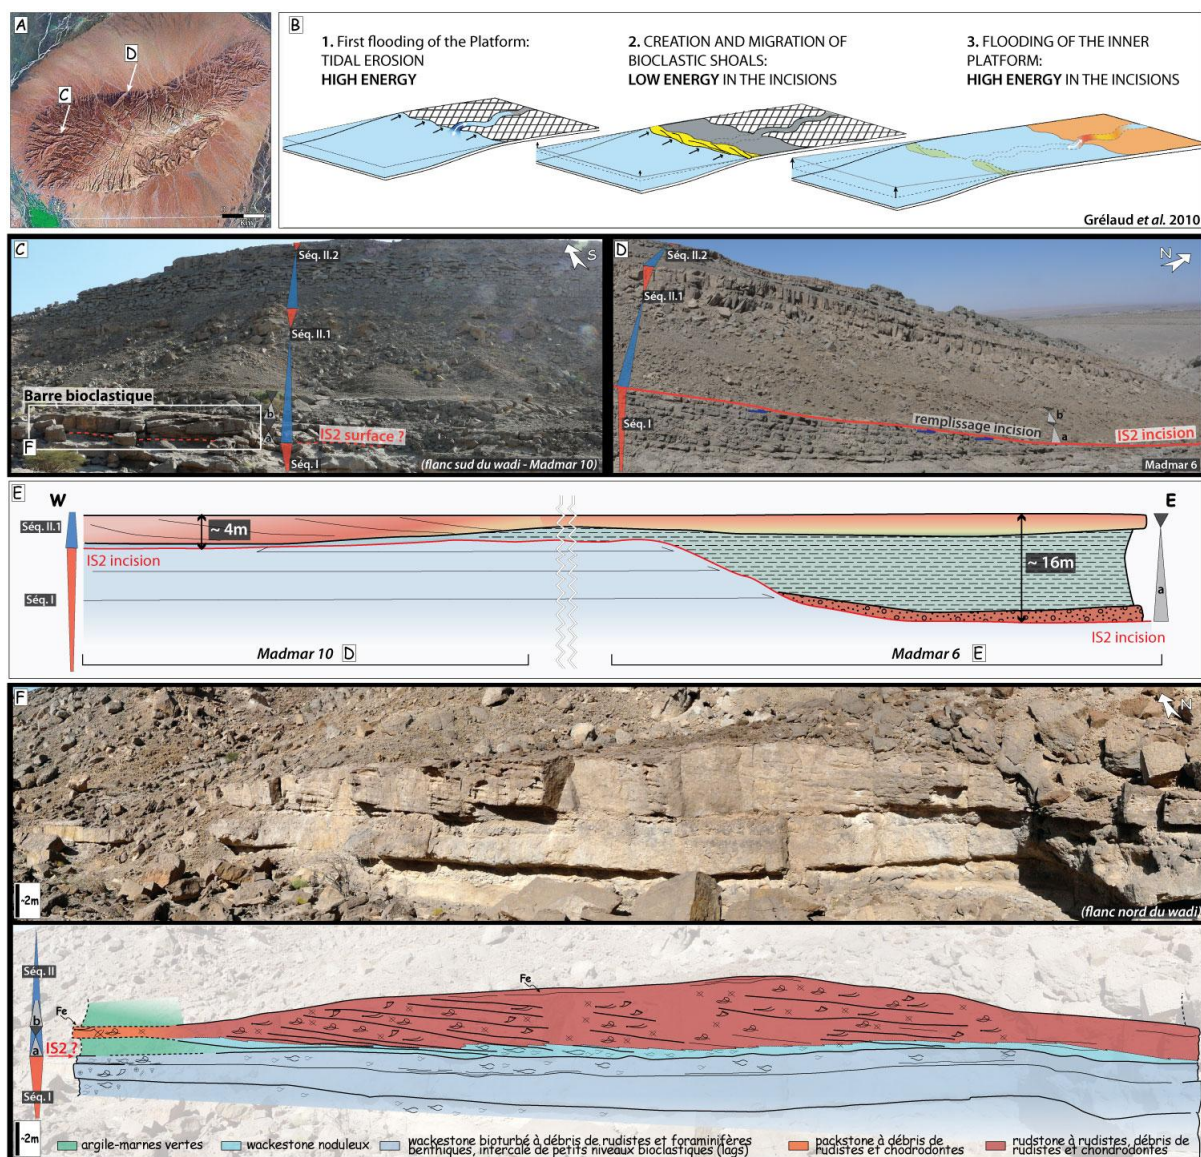 A
D
C
Km
B
1. First flooding of the Platform:
TIDAL EROSION
HIGH ENERGY
2. CREATION AND MIGRATION OF
BIOCLASTIC SHOALS:
LOW ENERGY IN THE INCISIONS
3. FLOODING OF THE INNER
PLATFORM:
HIGH ENERGY IN THE INCISIONS
Grélaud et al. 2010
C
Séq. II.2
S
Séq. II.1
Barre bioclastique
b
a
F
IS2 surface ?
Séq. I
(flanc sud du wadi - Madmar 10)
D
Séq. II.2
N
Séq. II.1
Séq. I
remplissage incision
b
a
IS2 incision
Madmar 6
E
W
E
Séq. II.1
~ 4m
IS2 incision
~ 16m
Séq. I
a
IS2 incision
Madmar 10 D
Madmar 6 E
F
N
~2m
(flanc nord du wadi)
Séq. II
Fe
Fe
b
a
IS2 ?
Séq. I
~2m
argile-marnes vertes
wackestone noduleux
wackestone bioturbé à débris de rudistes et foraminifères
benthiques, intercalé de petits niveaux bioclastiques (lags)
packstone à débris de
rudistes et chodrodontes
rudstone à rudistes, débris de
rudistes et chondrodontes